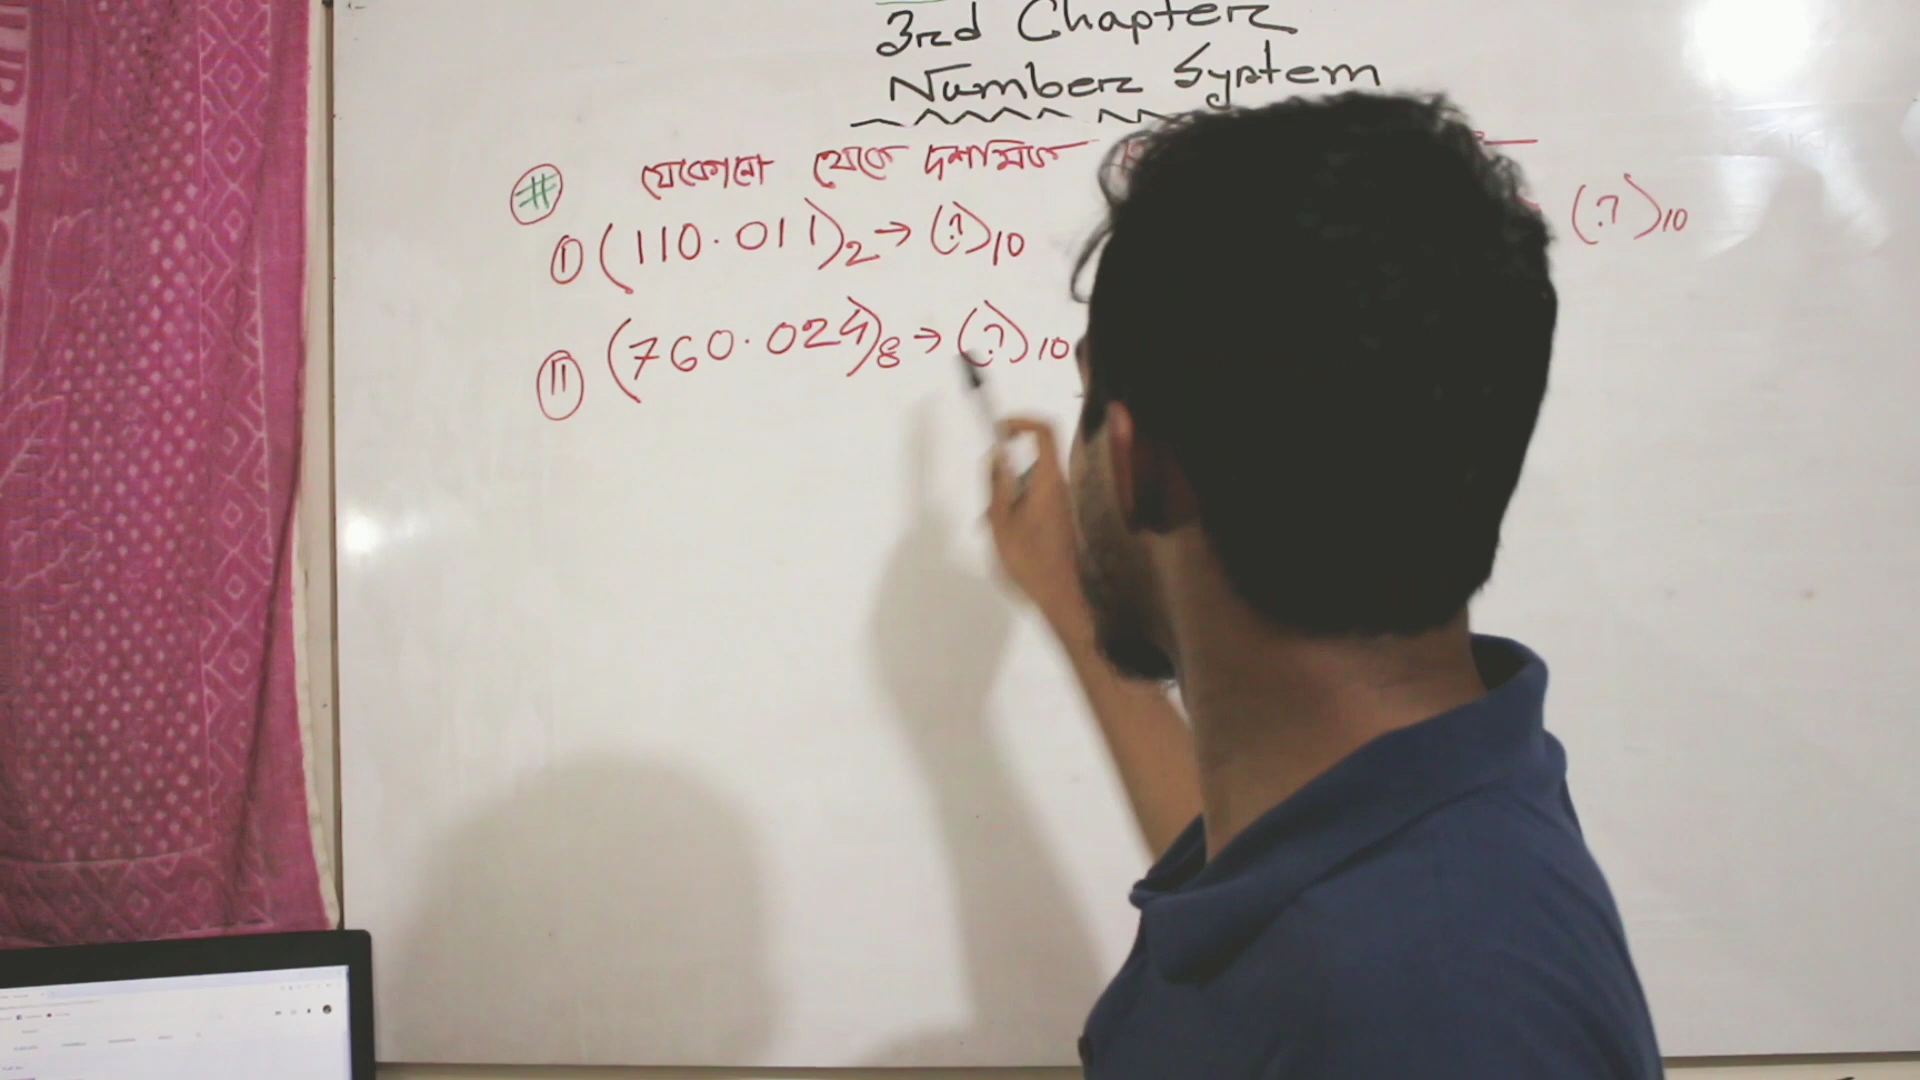 3rd Chapter
Number System
# যেকোনো থেকে দশমিকে
(?)10
i (110.011)2 → (?)10
ii (760.024)8 → (?)10